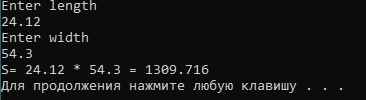 Enter length
24.12
Enter width
54.3
S= 24.12 * 54.3 = 1309.716
Для продолжения нажмите любую клавишу . . .